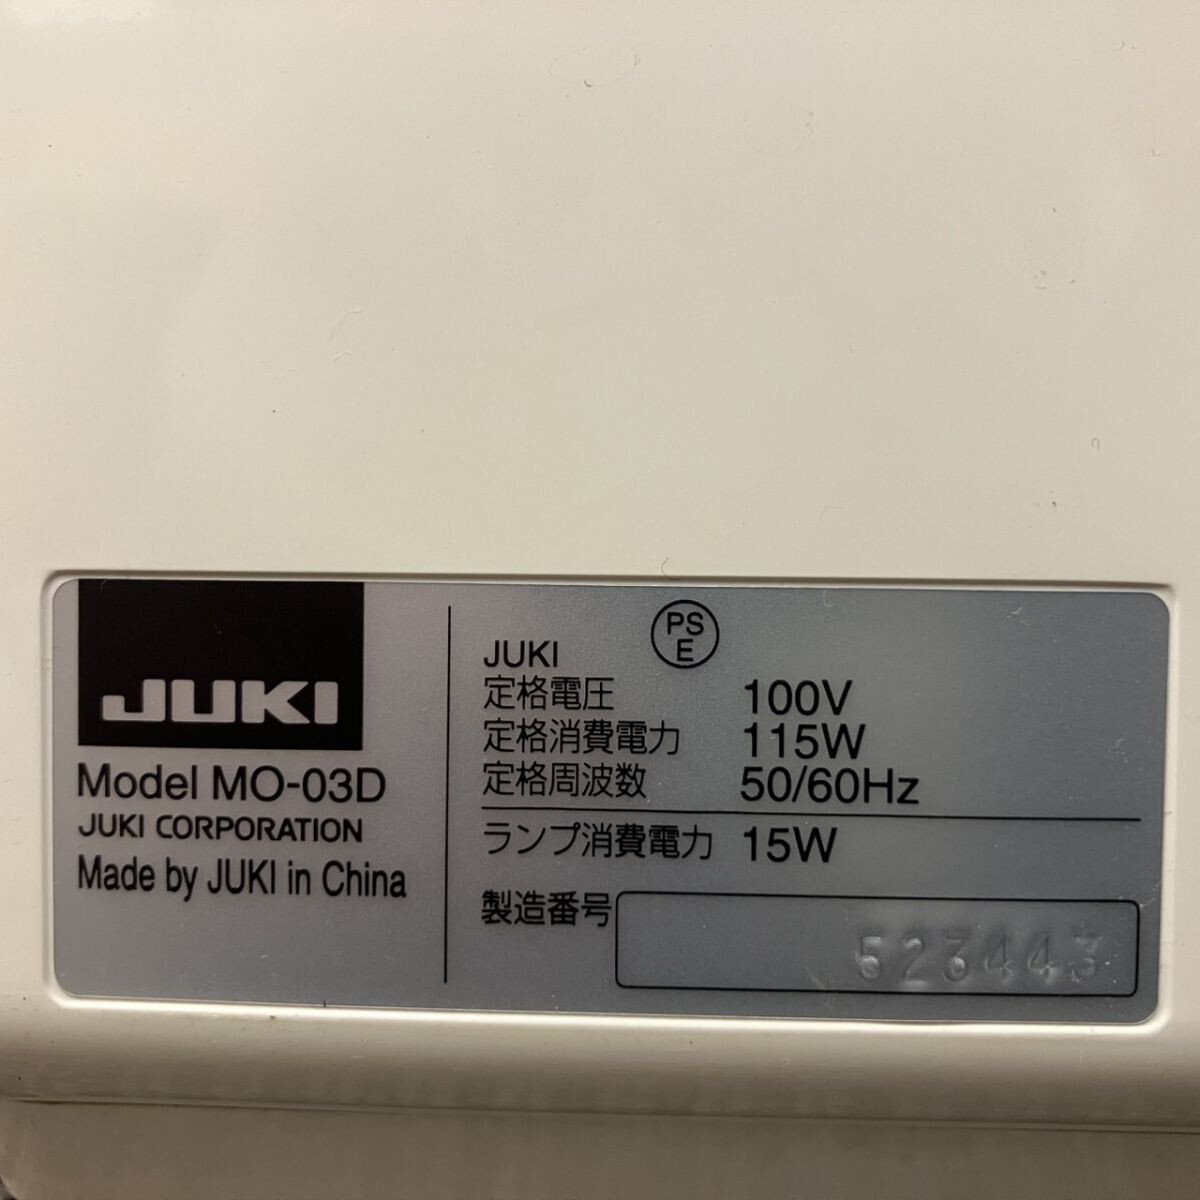 JUKI
Model MO-03D
JUKI CORPORATION
Made by JUKI in China
PS
E
JUKI
定格電圧 100V
定格消費電力 115W
定格周波数 50/60Hz
ランプ消費電力 15W
製造番号 523443